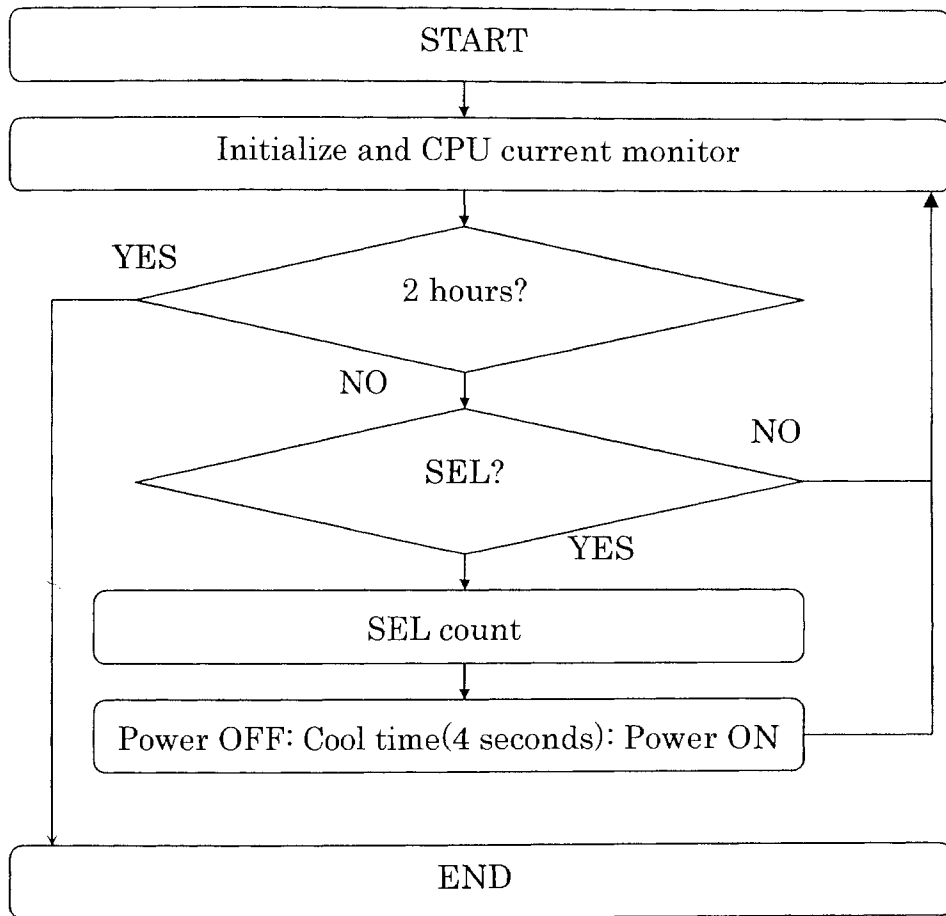 START
Initialize and CPU current monitor
YES
2 hours?
NO
NO
SEL?
YES
SEL count
Power OFF: Cool time(4 seconds): Power ON
END